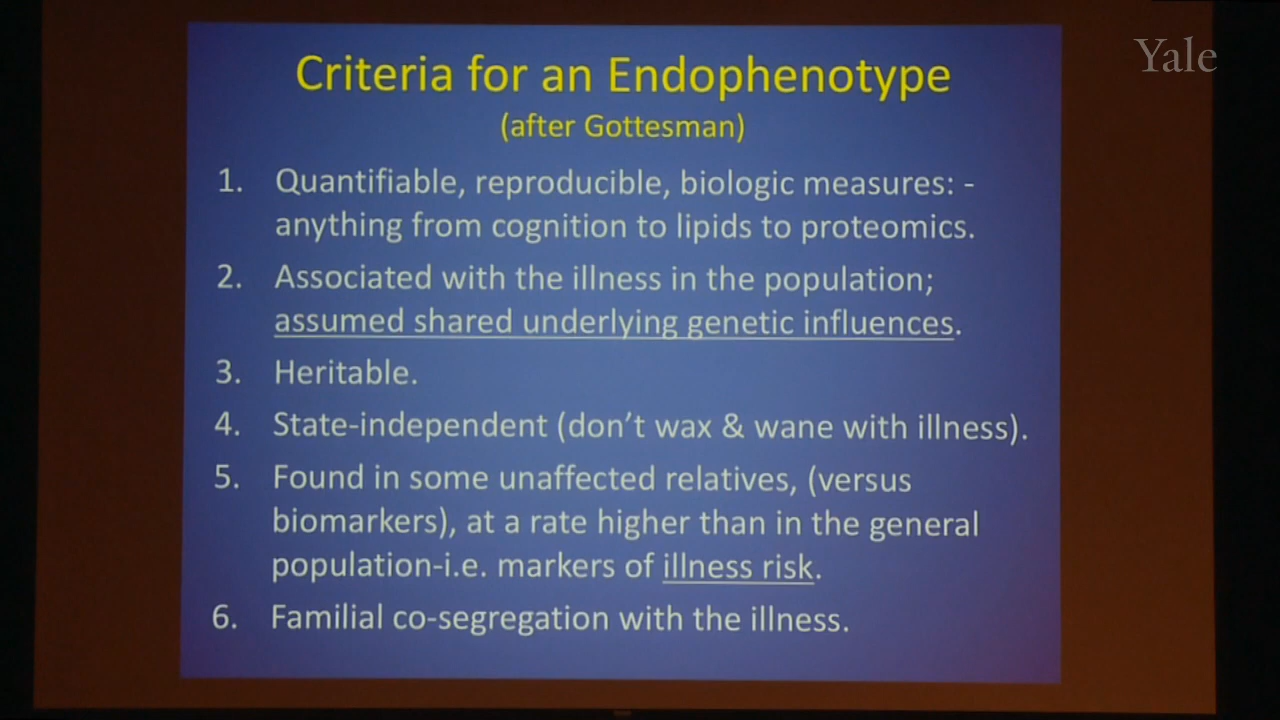 Yale
Criteria for an Endophenotype
(after Gottesman)
1. Quantifiable, reproducible, biologic measures: -
anything from cognition to lipids to proteomics.
2. Associated with the illness in the population;
assumed shared underlying genetic influences.
3. Heritable.
4. State-independent (don't wax & wane with illness).
5. Found in some unaffected relatives, (versus
biomarkers), at a rate higher than in the general
population-i.e. markers of illness risk.
6. Familial co-segregation with the illness.